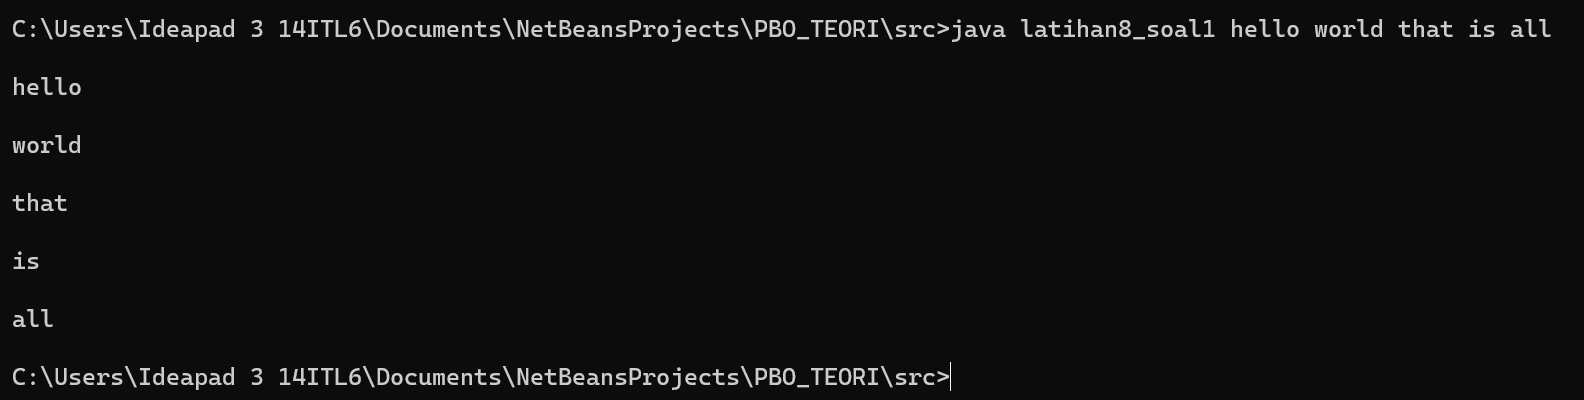 C:\Users\Ideapad 3 14ITL6\Documents\NetBeansProjects\PBO_TEORI\src>java latihan8_soal1 hello world that is all
hello
world
that
is
all
C:\Users\Ideapad 3 14ITL6\Documents\NetBeansProjects\PBO_TEORI\src>